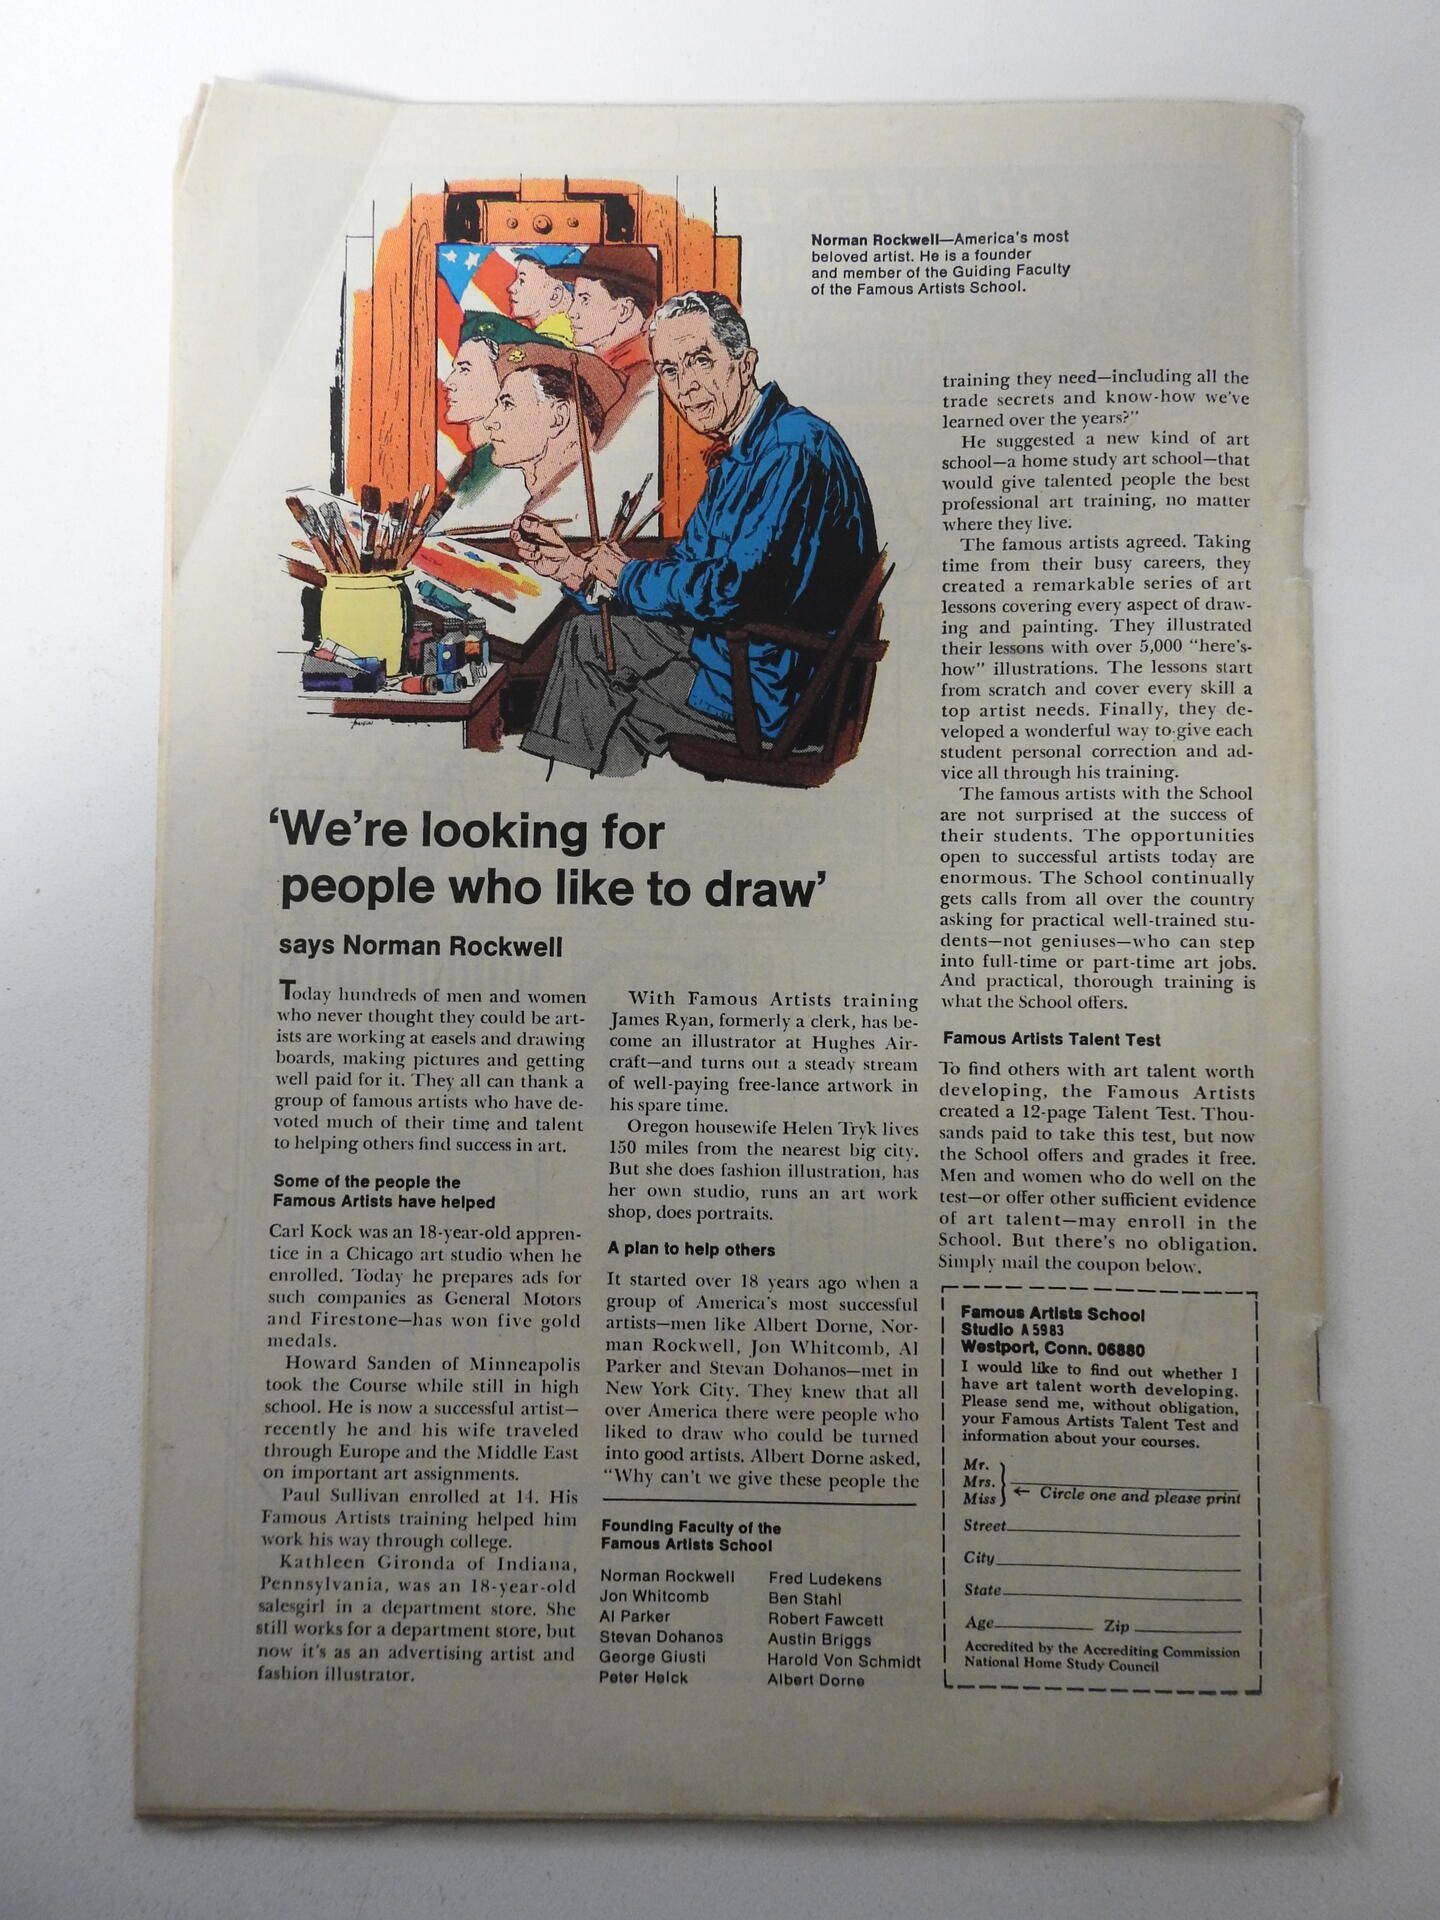 Norman Rockwell—America's most
beloved artist. He is a founder
and member of the Guiding Faculty
of the Famous Artists School.
'We're looking for
people who like to draw'
says Norman Rockwell
Today hundreds of men and women
who never thought they could be art-
ists are working at easels and drawing
boards, making pictures and getting
well paid for it. They all can thank a
group of famous artists who have de-
voted much of their time and talent
to helping others find success in art.
Some of the people the
Famous Artists have helped
Carl Kock was an 18-year-old appren-
tice in a Chicago art studio when he
enrolled. Today he prepares ads for
such companies as General Motors
and Firestone—has won five gold
medals.
Howard Sanden of Minneapolis
took the Course while still in high
school. He is now a successful artist—
recently he and his wife traveled
through Europe and the Middle East
on important art assignments.
Paul Sullivan enrolled at 14. His
Famous Artists training helped him
work his way through college.
Kathleen Gironda of Indiana,
Pennsylvania, was an 18-year-old
salesgirl in a department store. She
still works for a department store, but
now it's as an advertising artist and
fashion illustrator.
With Famous Artists training
James Ryan, formerly a clerk, has be-
come an illustrator at Hughes Air-
craft—and turns out a steady stream
of well-paying free-lance artwork in
his spare time.
Oregon housewife Helen Tryk lives
150 miles from the nearest big city.
But she does fashion illustration, has
her own studio, runs an art work
shop, does portraits.
A plan to help others
It started over 18 years ago when a
group of America's most successful
artists—men like Albert Dorne, Nor-
man Rockwell, Jon Whitcomb, Al
Parker and Stevan Dohanos—met in
New York City. They knew that all
over America there were people who
liked to draw who could be turned
into good artists. Albert Dorne asked,
"Why can't we give these people the
Founding Faculty of the
Famous Artists School
Norman Rockwell
Jon Whitcomb
Al Parker
Stevan Dohanos
George Giusti
Peter Helck
Fred Ludekens
Ben Stahl
Robert Fawcett
Austin Briggs
Harold Von Schmidt
Albert Dorne
training they need—including all the
trade secrets and know-how we've
learned over the years?"
He suggested a new kind of art
school—a home study art school—that
would give talented people the best
professional art training, no matter
where they live.
The famous artists agreed. Taking
time from their busy careers, they
created a remarkable series of art
lessons covering every aspect of draw-
ing and painting. They illustrated
their lessons with over 5,000 "here's-
how" illustrations. The lessons start
from scratch and cover every skill a
top artist needs. Finally, they de-
veloped a wonderful way to give each
student personal correction and ad-
vice all through his training.
The famous artists with the School
are not surprised at the success of
their students. The opportunities
open to successful artists today are
enormous. The School continually
gets calls from all over the country
asking for practical well-trained stu-
dents—not geniuses—who can step
into full-time or part-time art jobs.
And practical, thorough training is
what the School offers.
Famous Artists Talent Test
To find others with art talent worth
developing, the Famous Artists
created a 12-page Talent Test. Thou-
sands paid to take this test, but now
the School offers and grades it free.
Men and women who do well on the
test—or offer other sufficient evidence
of art talent—may enroll in the
School. But there's no obligation.
Simply mail the coupon below.
Famous Artists School
Studio A 5983
Westport, Conn. 06880
I would like to find out whether I
have art talent worth developing.
Please send me, without obligation,
your Famous Artists Talent Test and
information about your courses.
Mr.
Mrs.
Miss
← Circle one and please print
Street
City
State
Age Zip
Accredited by the Accrediting Commission
National Home Study Council